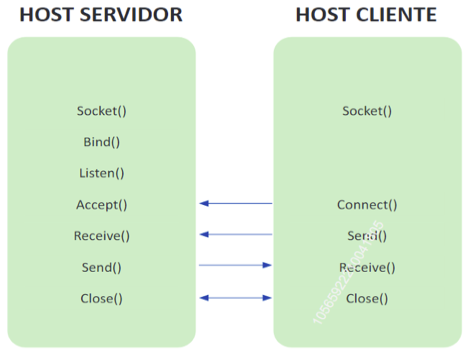 HOST SERVIDOR
HOST CLIENTE
Socket()
Socket()
Bind()
Listen()
Accept()
Connect()
Receive()
Send()
Send()
Receive()
Close()
Close()